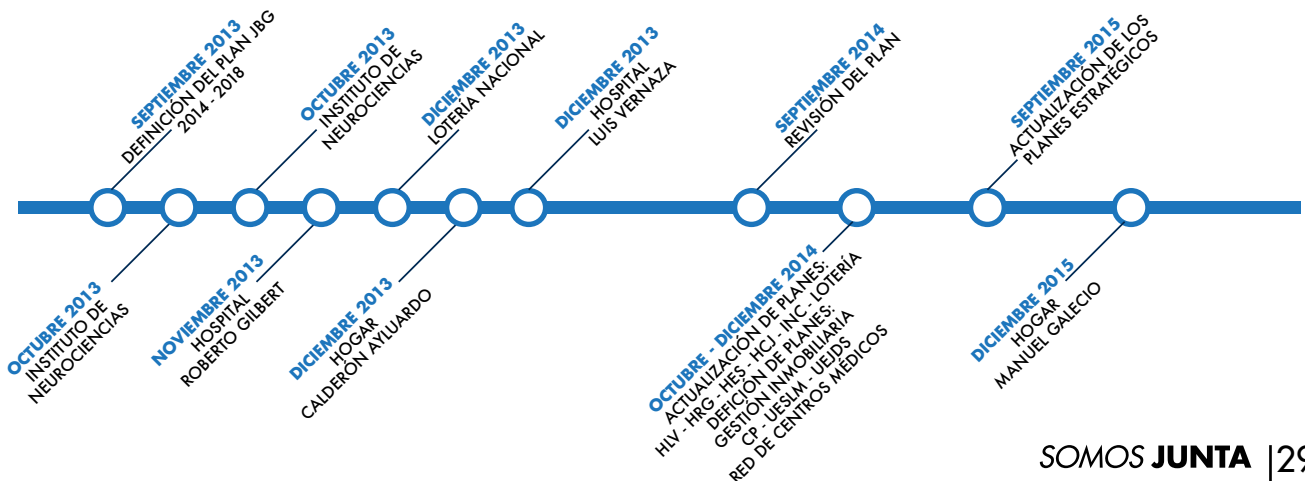 SEPTIEMBRE 2013
DEFINICIÓN DEL PLAN JBG
2014 - 2018
OCTUBRE 2013
INSTITUTO DE
NEUROCIENCIAS
DICIEMBRE 2013
LOTERÍA NACIONAL
DICIEMBRE 2013
HOSPITAL
LUIS VERNAZA
SEPTIEMBRE 2014
REVISIÓN DEL PLAN
SEPTIEMBRE 2015
ACTUALIZACIÓN DE LOS
PLANES ESTRATÉGICOS
OCTUBRE 2013
INSTITUTO DE
NEUROCIENCIAS
NOVIEMBRE 2013
HOSPITAL
ROBERTO GILBERT
DICIEMBRE 2013
HOGAR
CALDERÓN AYLUARDO
OCTUBRE - DICIEMBRE 2014
ACTUALIZACIÓN DE PLANES:
HLV - HRG - HES - HCJ - INC - LOTERÍA
DEFICIÓN DE PLANES:
GESTIÓN INMOBILIARIA
CP - UESLM - UEJDS
RED DE CENTROS MÉDICOS
DICIEMBRE 2015
HOGAR
MANUEL GALECIO
SOMOS JUNTA |29